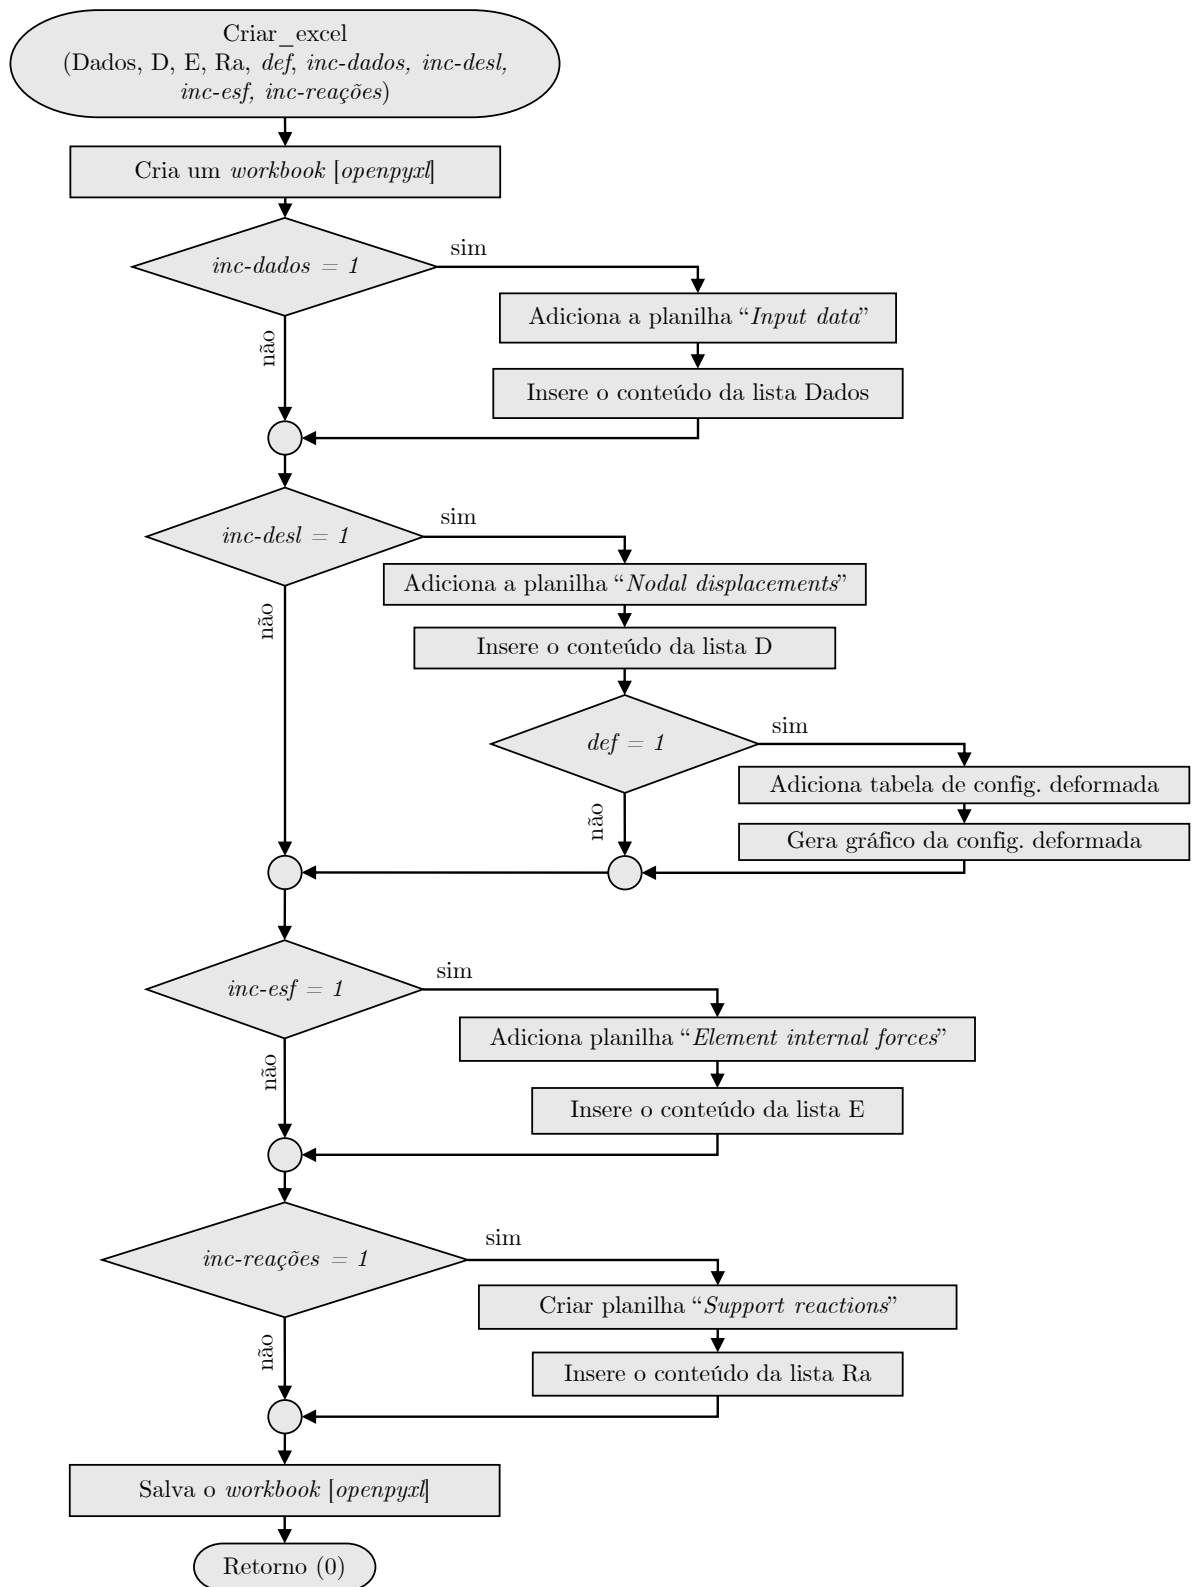 Criar_excel
(Dados, D, E, Ra, def, inc-dados, inc-desl,
inc-esf, inc-reações)
Cria um workbook [openpyxl]
inc-dados = 1
sim
não
Adiciona a planilha “Input data”
Insere o conteúdo da lista Dados
inc-desl = 1
sim
não
Adiciona a planilha “Nodal displacements”
Insere o conteúdo da lista D
def = 1
sim
não
Adiciona tabela de config. deformada
Gera gráfico da config. deformada
inc-esf = 1
sim
não
Adiciona planilha “Element internal forces”
Insere o conteúdo da lista E
inc-reações = 1
sim
não
Criar planilha “Support reactions”
Insere o conteúdo da lista Ra
Salva o workbook [openpyxl]
Retorno (0)